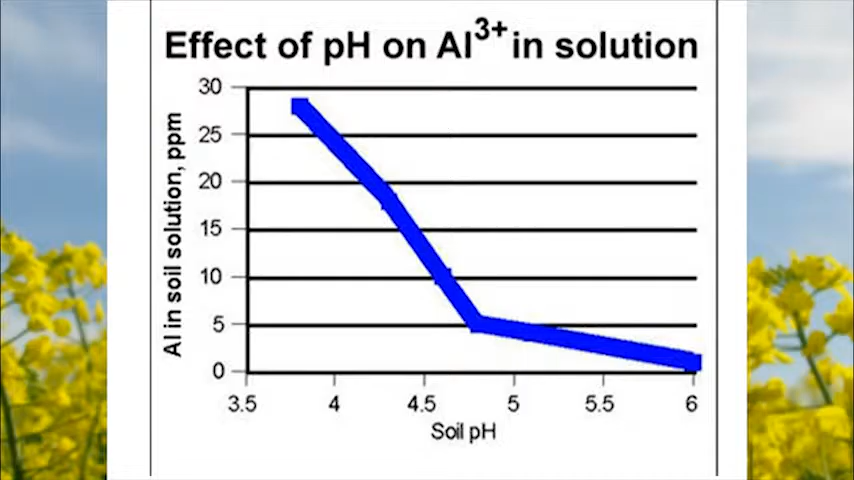 Effect of pH on Al3+ in solution
30
25
20
15
10
5
0
Al in soil solution, ppm
3.5 4 4.5 5 5.5 6
Soil pH